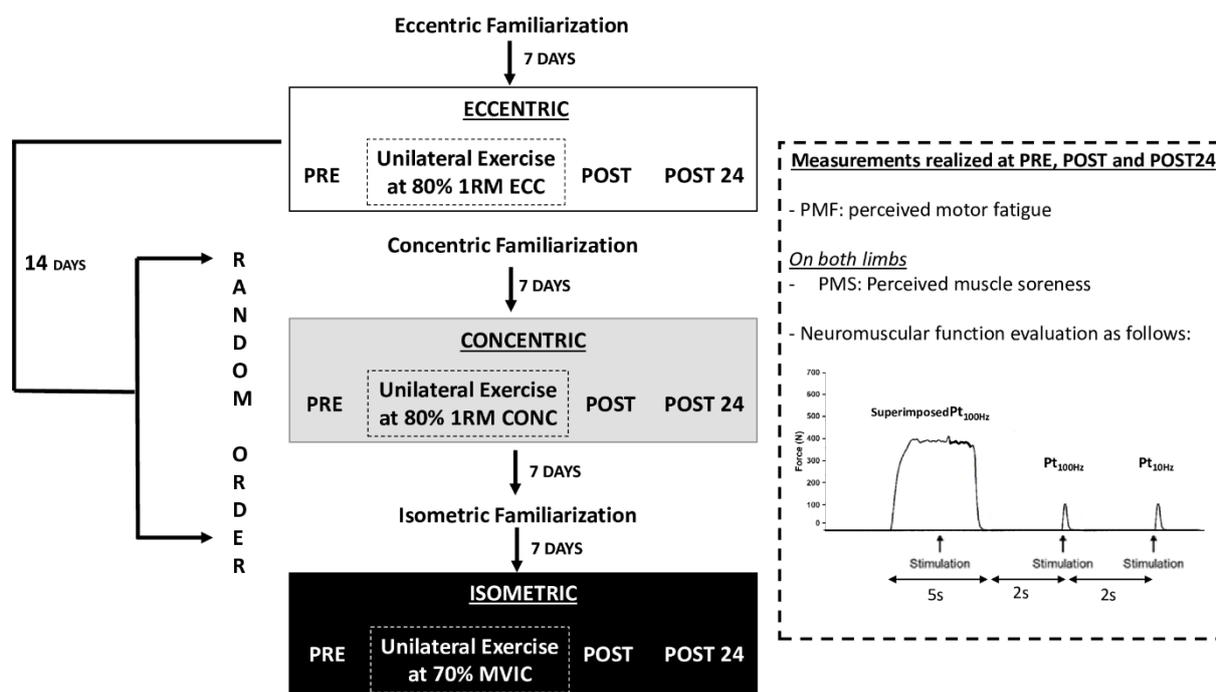 Eccentric Familiarization
7 DAYS
ECCENTRIC
PRE
Unilateral Exercise
at 80% 1RM ECC
POST
POST 24
14 DAYS
RANDOM ORDER
Concentric Familiarization
7 DAYS
CONCENTRIC
PRE
Unilateral Exercise
at 80% 1RM CONC
POST
POST 24
7 DAYS
Isometric Familiarization
7 DAYS
ISOMETRIC
PRE
Unilateral Exercise
at 70% MVIC
POST
POST 24
Measurements realized at PRE, POST and POST24
- PMF: perceived motor fatigue
On both limbs
- PMS: Perceived muscle soreness
- Neuromuscular function evaluation as follows:
Force (N)
700
600
500
400
300
200
100
0
Superimposed Pt100Hz
Pt100Hz
Pt10Hz
Stimulation
Stimulation
Stimulation
5s
2s
2s